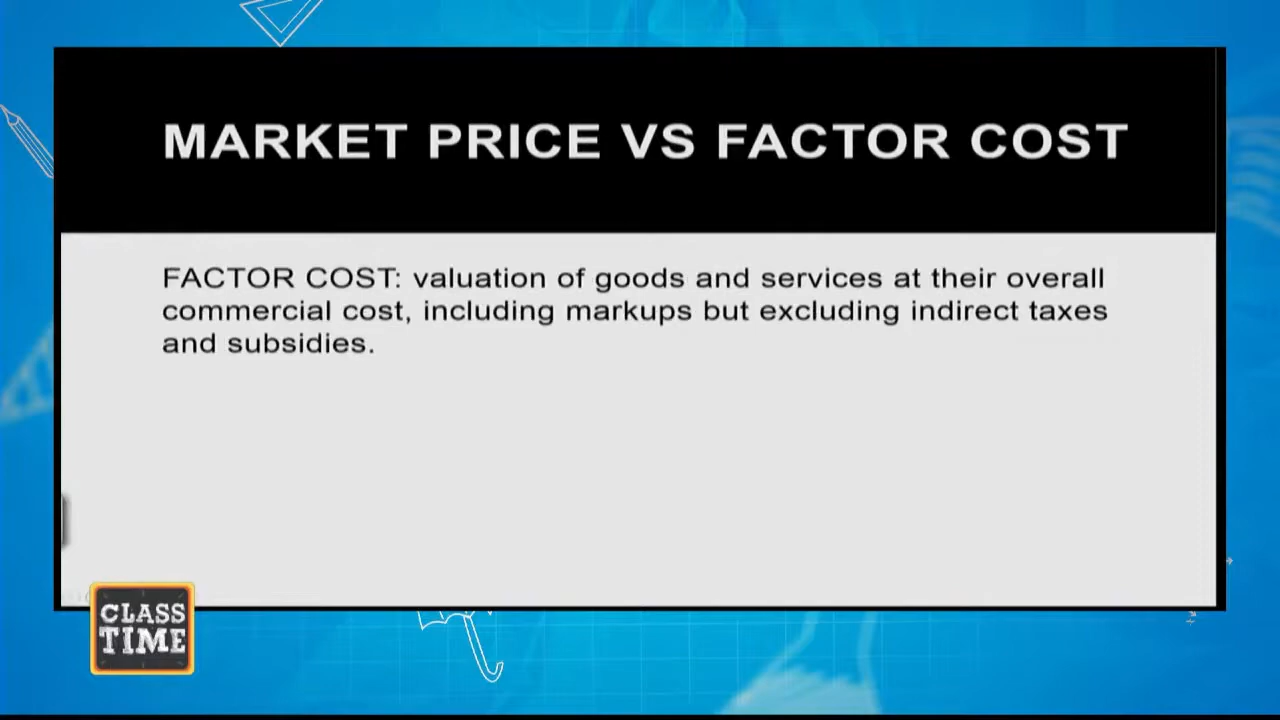 MARKET PRICE VS FACTOR COST
FACTOR COST: valuation of goods and services at their overall
commercial cost, including markups but excluding indirect taxes
and subsidies.
CLASS
TIME